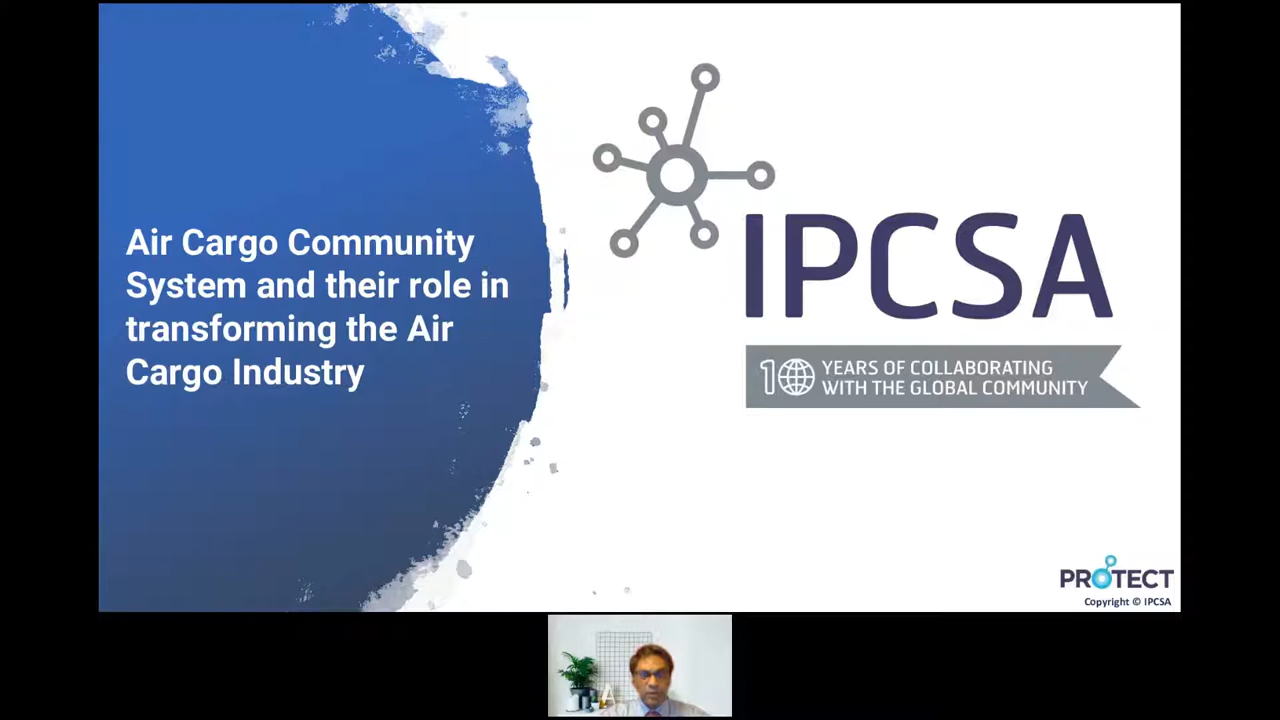 Air Cargo Community
System and their role in
transforming the Air
Cargo Industry
IPCSA
10 YEARS OF COLLABORATING
WITH THE GLOBAL COMMUNITY
PROTECT
Copyright © IPCSA